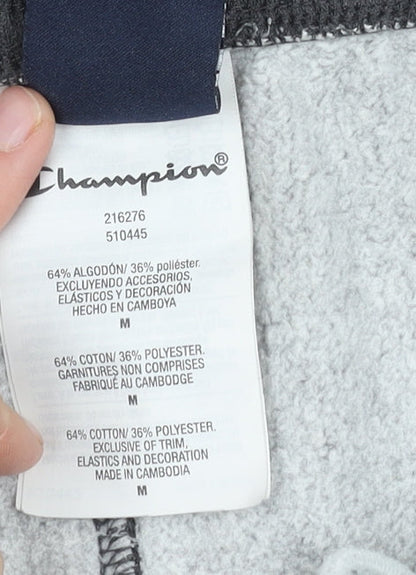 Champion®
216276
510445
64% ALGODÓN/ 36% poliéster.
EXCLUYENDO ACCESORIOS,
ELÁSTICOS Y DECORACIÓN
HECHO EN CAMBOYA
M
64% COTON/ 36% POLYESTER.
GARNITURES NON COMPRISES
FABRIQUÉ AU CAMBODGE
M
64% COTTON/ 36% POLYESTER.
EXCLUSIVE OF TRIM,
ELASTICS AND DECORATION
MADE IN CAMBODIA
M